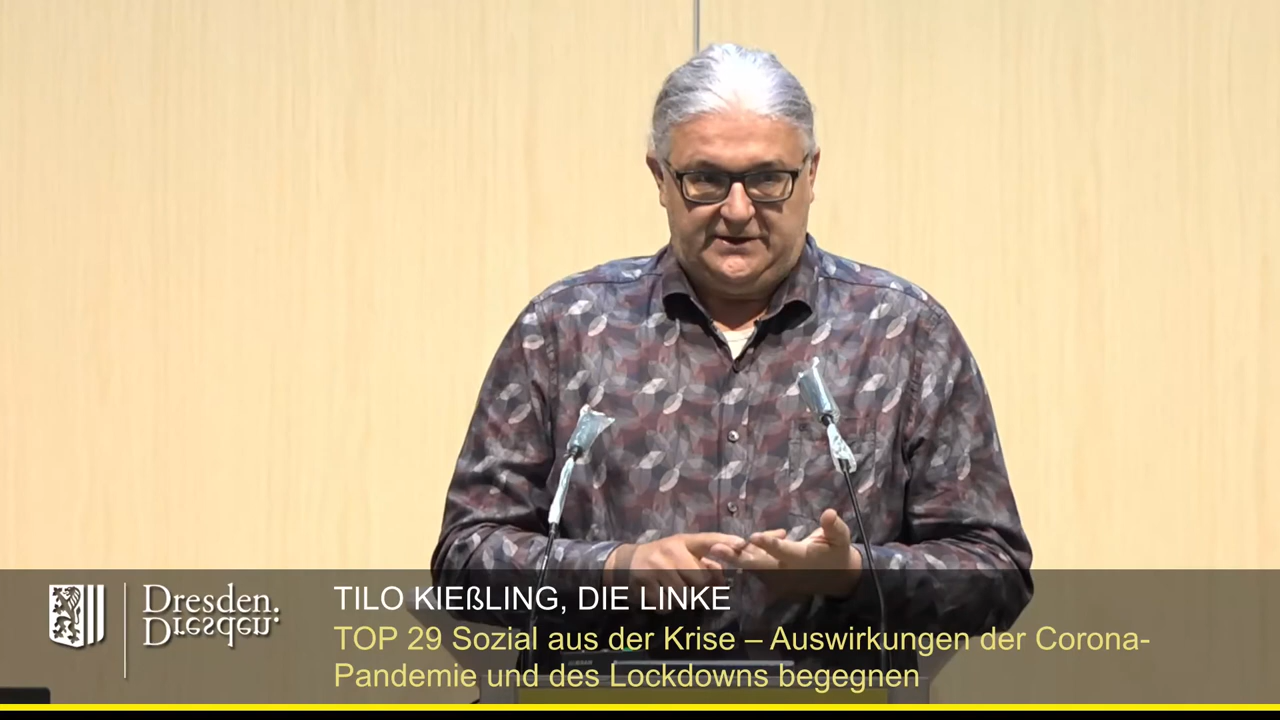 Dresden.
Dresden.
TILO KIEßLING, DIE LINKE
TOP 29 Sozial aus der Krise – Auswirkungen der Corona-
Pandemie und des Lockdowns begegnen